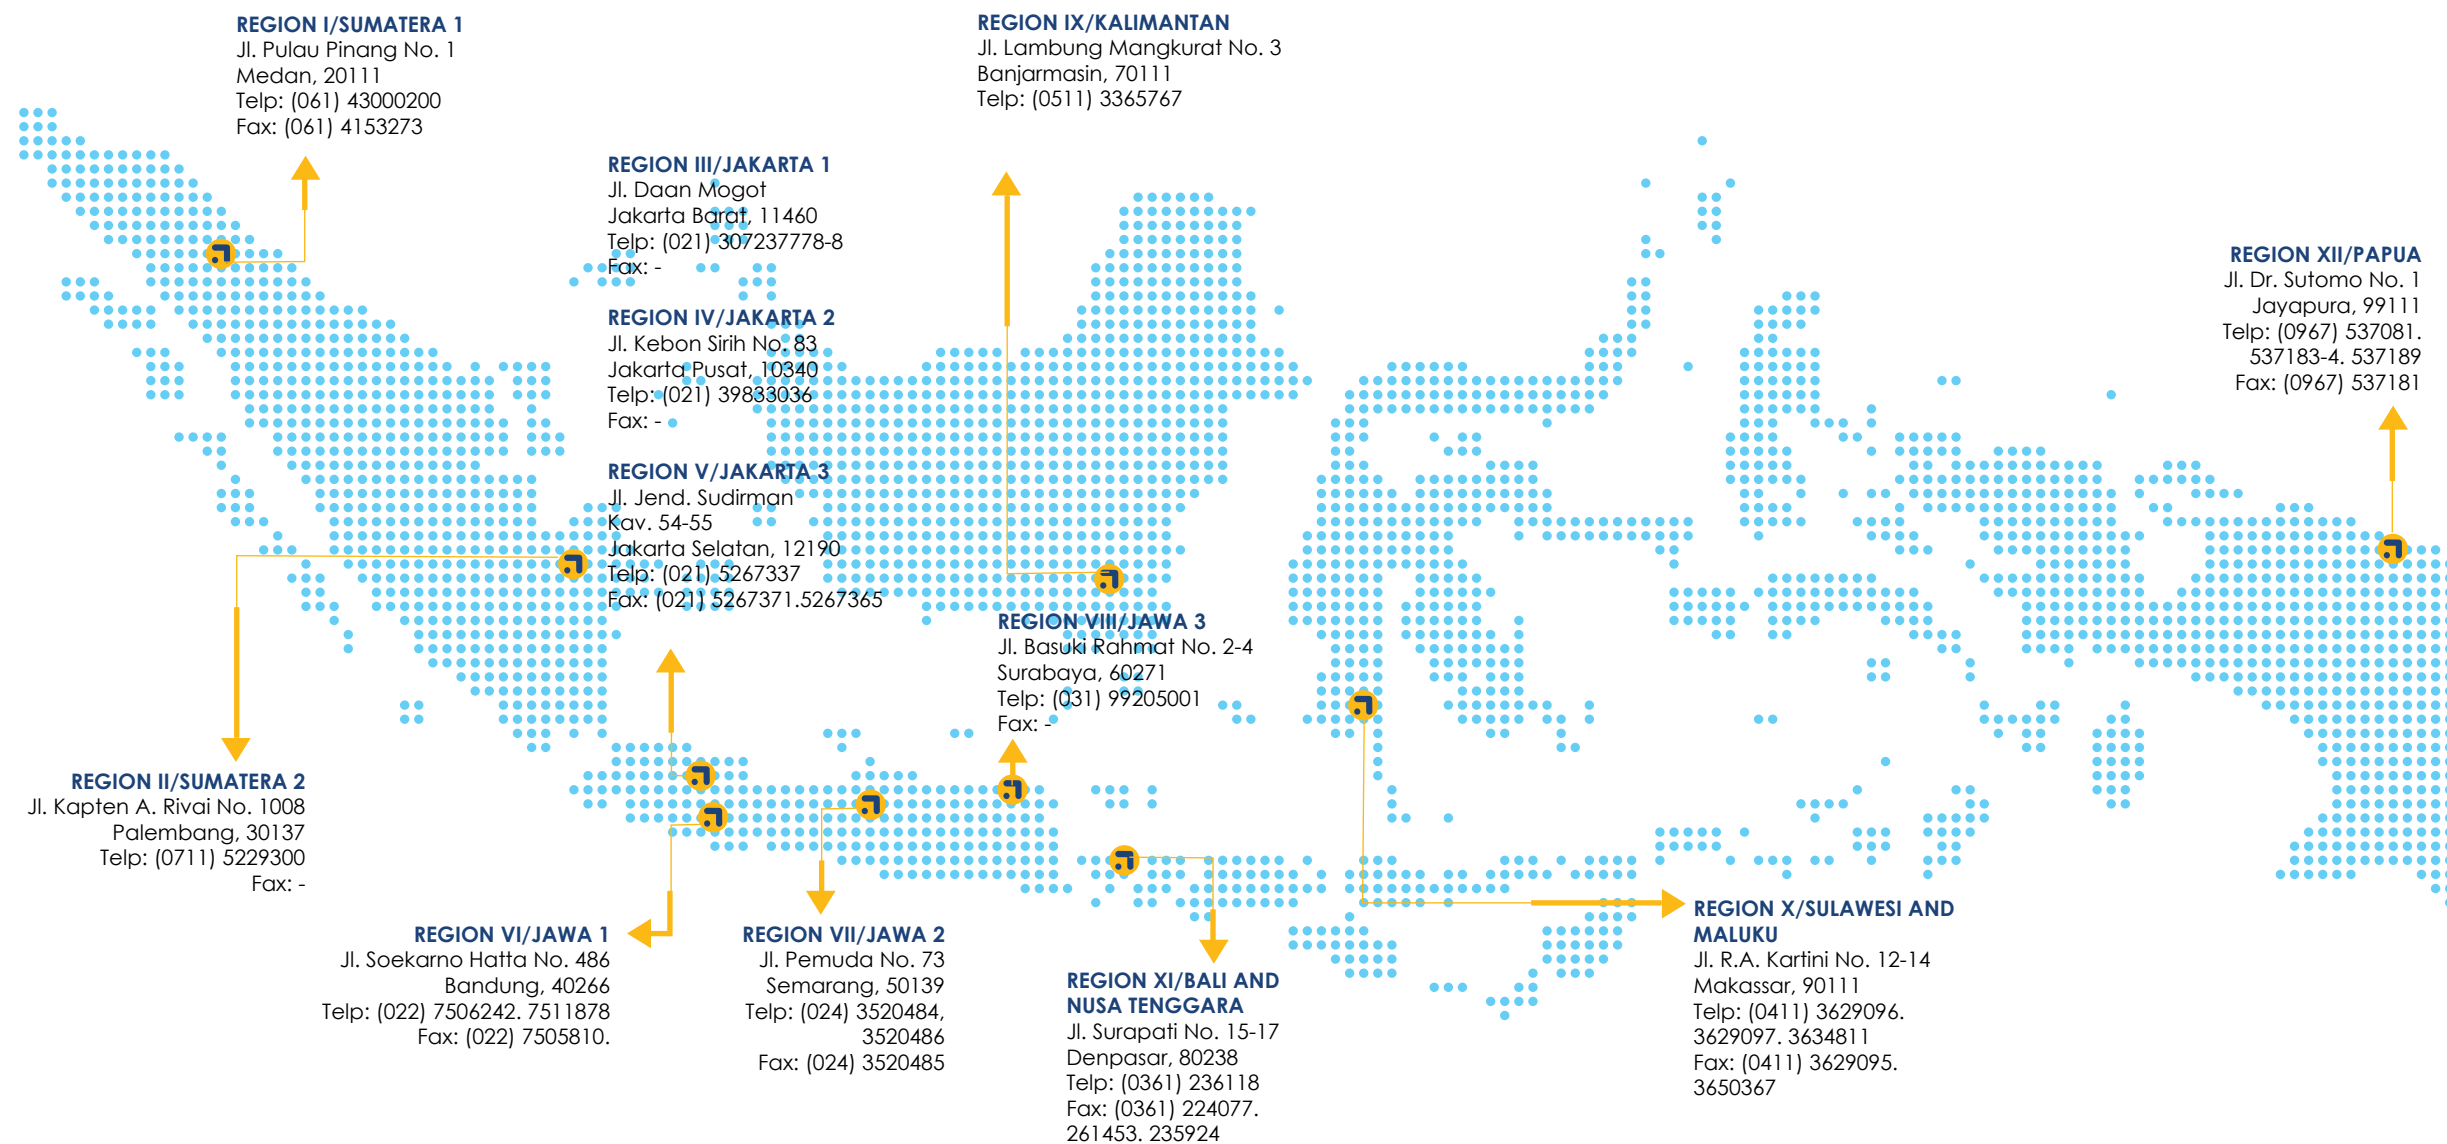 REGION I/SUMATERA 1
Jl. Pulau Pinang No. 1
Medan, 20111
Telp: (061) 43000200
Fax: (061) 4153273
REGION IX/KALIMANTAN
Jl. Lambung Mangkurat No. 3
Banjarmasin, 70111
Telp: (0511) 3365767
REGION III/JAKARTA 1
Jl. Daan Mogot
Jakarta Barat, 11460
Telp: (021) 307237778-8
Fax: -
REGION IV/JAKARTA 2
Jl. Kebon Sirih No. 83
Jakarta Pusat, 10340
Telp: (021) 39833036
Fax: -
REGION V/JAKARTA 3
Jl. Jend. Sudirman
Kav. 54-55
Jakarta Selatan, 12190
Telp: (021) 5267337
Fax: (021) 5267371.5267365
REGION XII/PAPUA
Jl. Dr. Sutomo No. 1
Jayapura, 99111
Telp: (0967) 537081.
537183-4. 537189
Fax: (0967) 537181
REGION VIII/JAWA 3
Jl. Basuki Rahmat No. 2-4
Surabaya, 60271
Telp: (031) 99205001
Fax: -
REGION II/SUMATERA 2
Jl. Kapten A. Rivai No. 1008
Palembang, 30137
Telp: (0711) 5229300
Fax: -
REGION VI/JAWA 1
Jl. Soekarno Hatta No. 486
Bandung, 40266
Telp: (022) 7506242. 7511878
Fax: (022) 7505810.
REGION VII/JAWA 2
Jl. Pemuda No. 73
Semarang, 50139
Telp: (024) 3520484,
3520486
Fax: (024) 3520485
REGION XI/BALI AND
NUSA TENGGARA
Jl. Surapati No. 15-17
Denpasar, 80238
Telp: (0361) 236118
Fax: (0361) 224077.
261453. 235924
REGION X/SULAWESI AND
MALUKU
Jl. R.A. Kartini No. 12-14
Makassar, 90111
Telp: (0411) 3629096.
3629097. 3634811
Fax: (0411) 3629095.
3650367